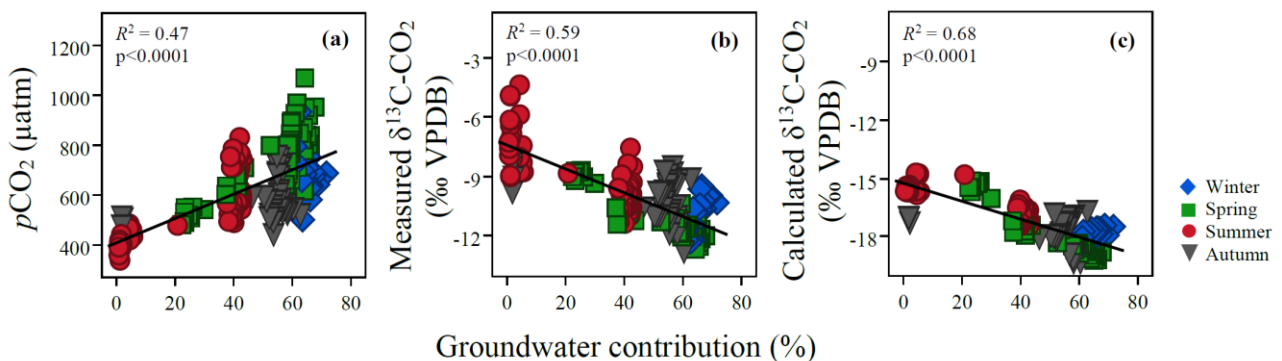 R² = 0.47
p<0.0001
(a)
1200
1000
800
600
400
pCO₂ (µatm)
0 20 40 60 80
R² = 0.59
p<0.0001
(b)
-3
-6
-9
-12
Measured δ¹³C-CO₂
(‰ VPDB)
0 20 40 60 80
R² = 0.68
p<0.0001
(c)
-9
-12
-15
-18
Calculated δ¹³C-CO₂
(‰ VPDB)
0 20 40 60 80
Groundwater contribution (%)
Winter
Spring
Summer
Autumn